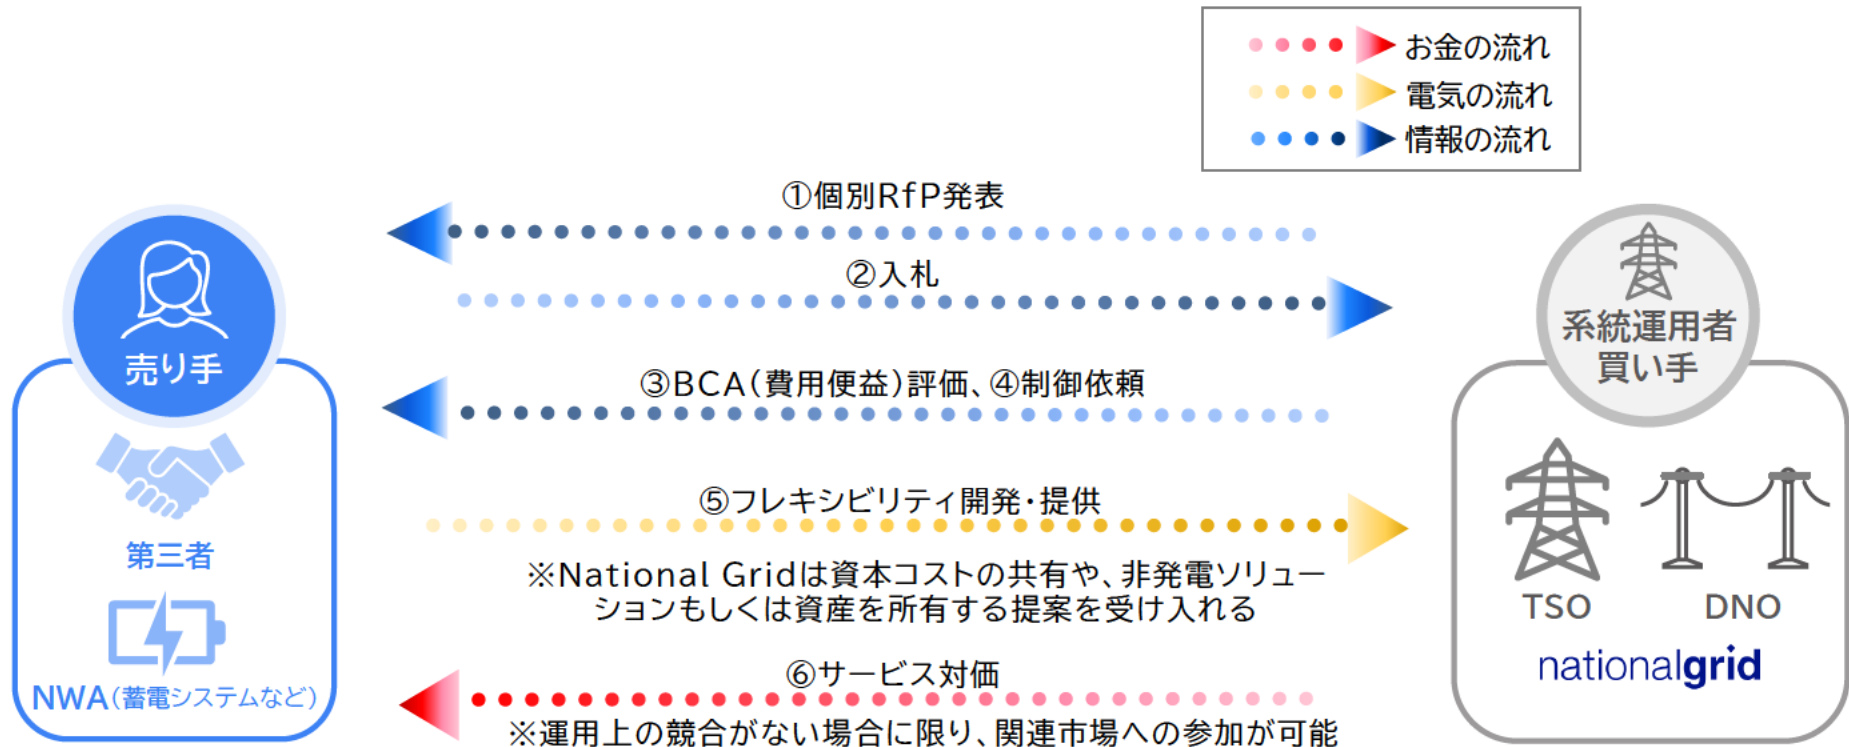 お金の流れ
電気の流れ
情報の流れ
①個別RfP発表
②入札
③BCA(費用便益)評価、④制御依頼
⑤フレキシビリティ開発・提供
※National Gridは資本コストの共有や、非発電ソリュー
ションもしくは資産を所有する提案を受け入れる
⑥サービス対価
※運用上の競合がない場合に限り、関連市場への参加が可能
売り手
第三者
NWA(蓄電システムなど)
系統運用者
買い手
TSO
DNO
nationalgrid